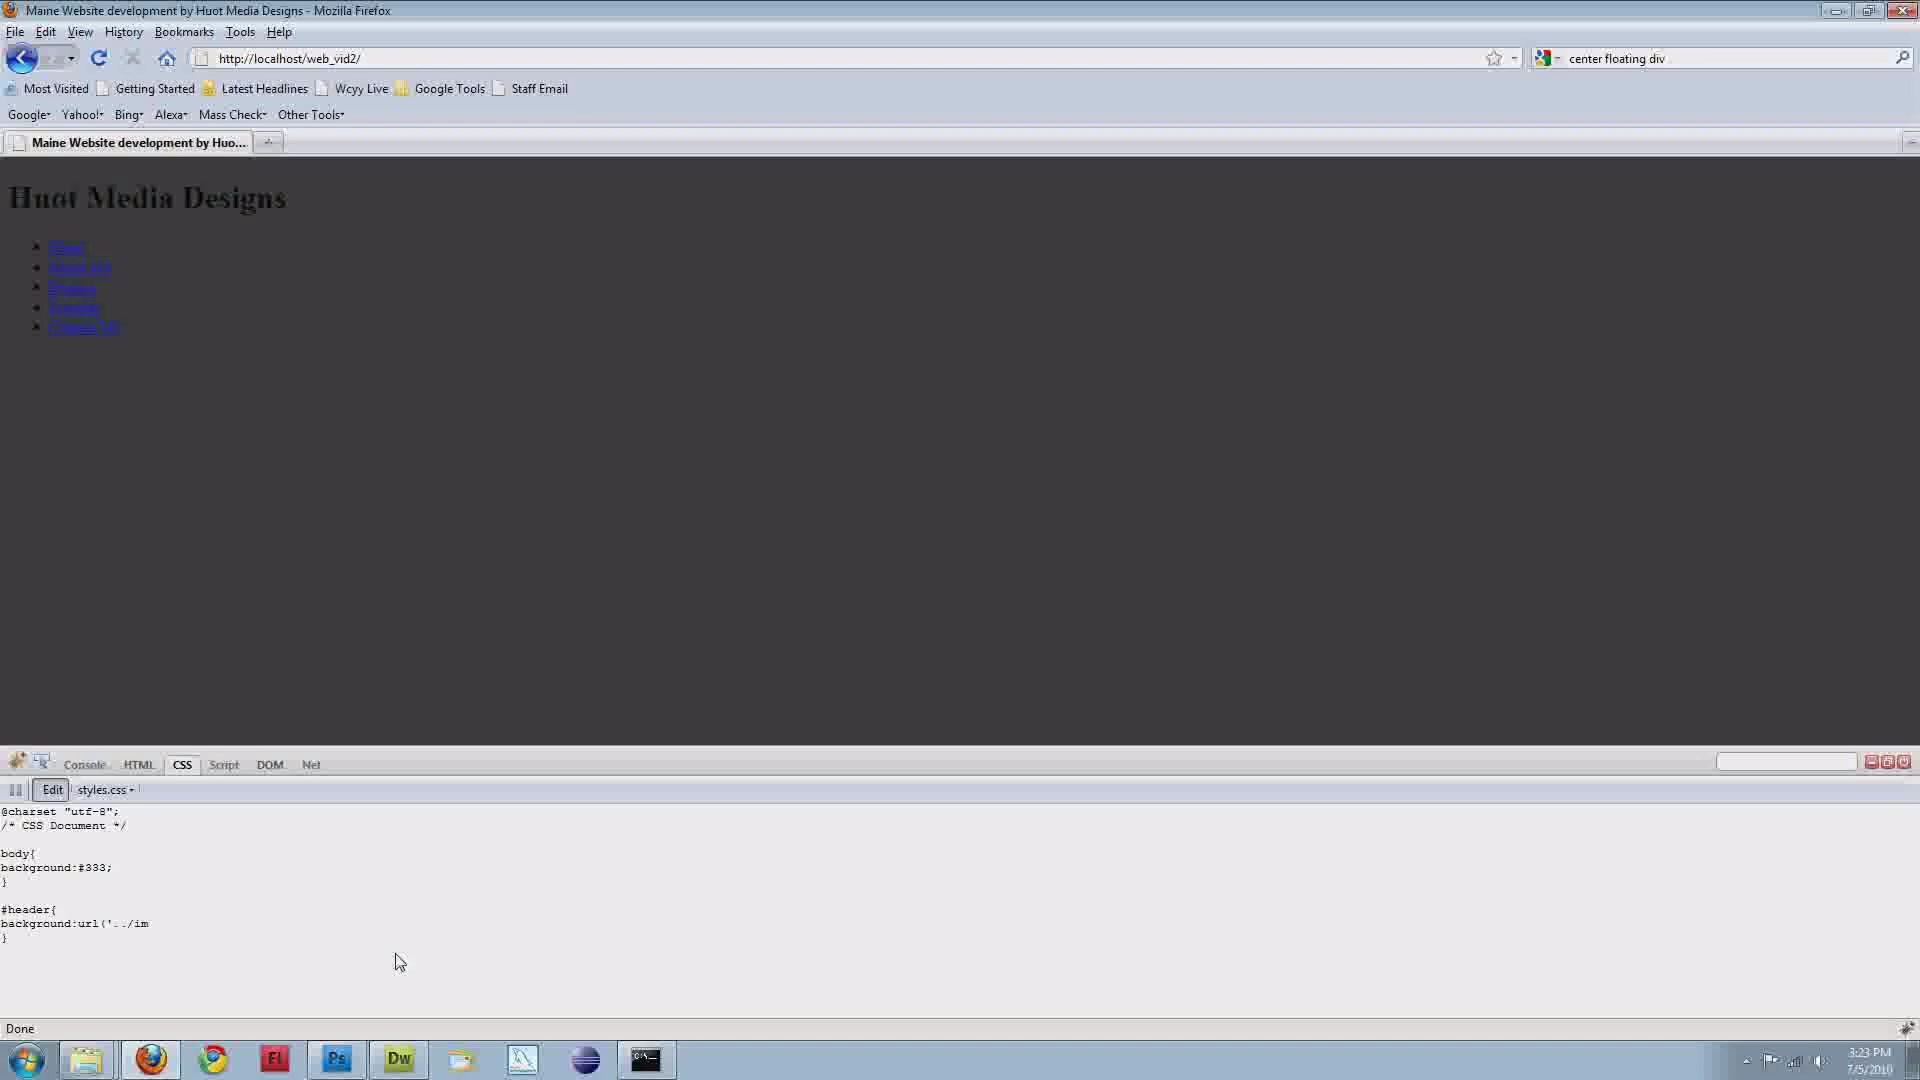 Maine Website development by Huot Media Designs - Mozilla Firefox
File Edit View History Bookmarks Tools Help
http://localhost/web_vid2/ center floating div
Most Visited Getting Started Latest Headlines Wcyy Live Google Tools Staff Email
Google Yahoo! Bing Alexa Mass Check Other Tools
Maine Website development by Huo...
Huot Media Designs
Console HTML CSS Script DOM Net
Edit styles.css
@charset "utf-8";
/* CSS Document */
body{
background:#333;
}
#header{
background:url('../im
}
Done
Fl Ps Dw C:\_
3:23 PM
7/5/2010